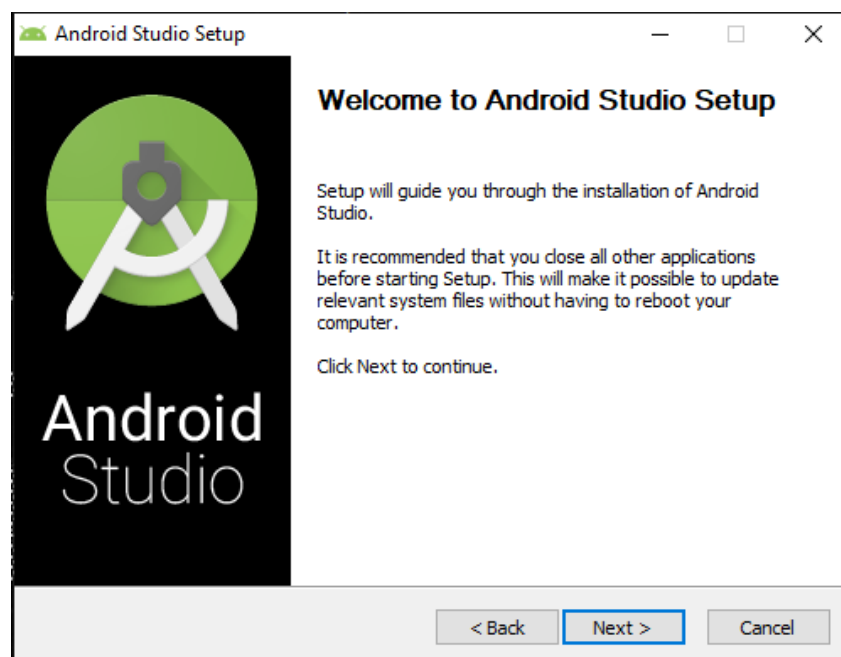 Android Studio Setup
Welcome to Android Studio Setup
Setup will guide you through the installation of Android
Studio.
It is recommended that you close all other applications
before starting Setup. This will make it possible to update
relevant system files without having to reboot your
computer.
Click Next to continue.
Android
Studio
< Back
Next >
Cancel